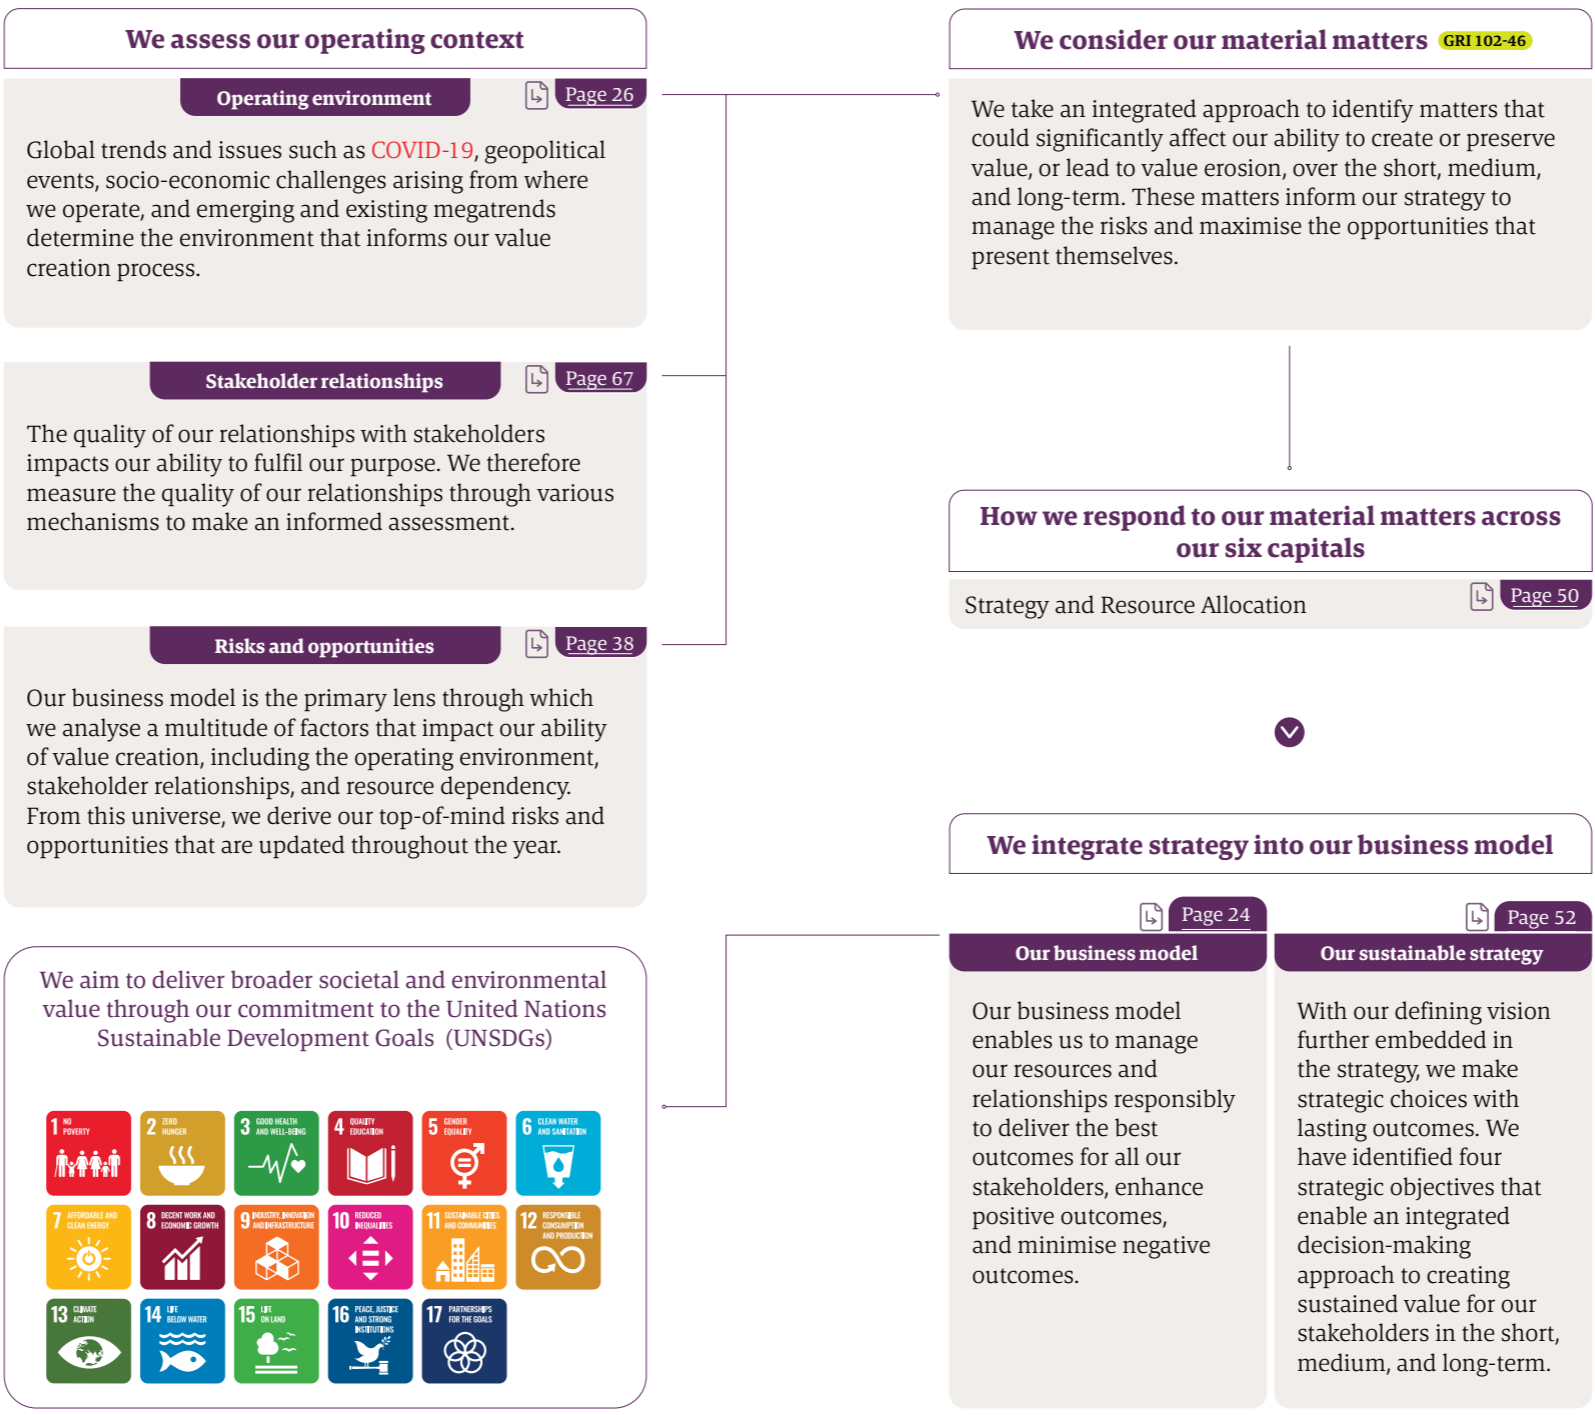 We assess our operating context
Operating environment
Page 26
Global trends and issues such as COVID-19, geopolitical
events, socio-economic challenges arising from where
we operate, and emerging and existing megatrends
determine the environment that informs our value
creation process.
Stakeholder relationships
Page 67
The quality of our relationships with stakeholders
impacts our ability to fulfil our purpose. We therefore
measure the quality of our relationships through various
mechanisms to make an informed assessment.
Risks and opportunities
Page 38
Our business model is the primary lens through which
we analyse a multitude of factors that impact our ability
of value creation, including the operating environment,
stakeholder relationships, and resource dependency.
From this universe, we derive our top-of-mind risks and
opportunities that are updated throughout the year.
We consider our material matters GRI 102-46
We take an integrated approach to identify matters that
could significantly affect our ability to create or preserve
value, or lead to value erosion, over the short, medium,
and long-term. These matters inform our strategy to
manage the risks and maximise the opportunities that
present themselves.
How we respond to our material matters across
our six capitals
Strategy and Resource Allocation
Page 50
We integrate strategy into our business model
Page 24
Our business model
Our business model
enables us to manage
our resources and
relationships responsibly
to deliver the best
outcomes for all our
stakeholders, enhance
positive outcomes,
and minimise negative
outcomes.
Page 52
Our sustainable strategy
With our defining vision
further embedded in
the strategy, we make
strategic choices with
lasting outcomes. We
have identified four
strategic objectives that
enable an integrated
decision-making
approach to creating
sustained value for our
stakeholders in the short,
medium, and long-term.
We aim to deliver broader societal and environmental
value through our commitment to the United Nations
Sustainable Development Goals (UNSDGs)
1 NO
POVERTY
2 ZERO
HUNGER
3 GOOD HEALTH
AND WELL-BEING
4 QUALITY
EDUCATION
5 GENDER
EQUALITY
6 CLEAN WATER
AND SANITATION
7 AFFORDABLE AND
CLEAN ENERGY
8 DECENT WORK AND
ECONOMIC GROWTH
9 INDUSTRY, INNOVATION
AND INFRASTRUCTURE
10 REDUCED
INEQUALITIES
11 SUSTAINABLE CITIES
AND COMMUNITIES
12 RESPONSIBLE
CONSUMPTION
AND PRODUCTION
13 CLIMATE
ACTION
14 LIFE
BELOW WATER
15 LIFE
ON LAND
16 PEACE, JUSTICE
AND STRONG
INSTITUTIONS
17 PARTNERSHIPS
FOR THE GOALS